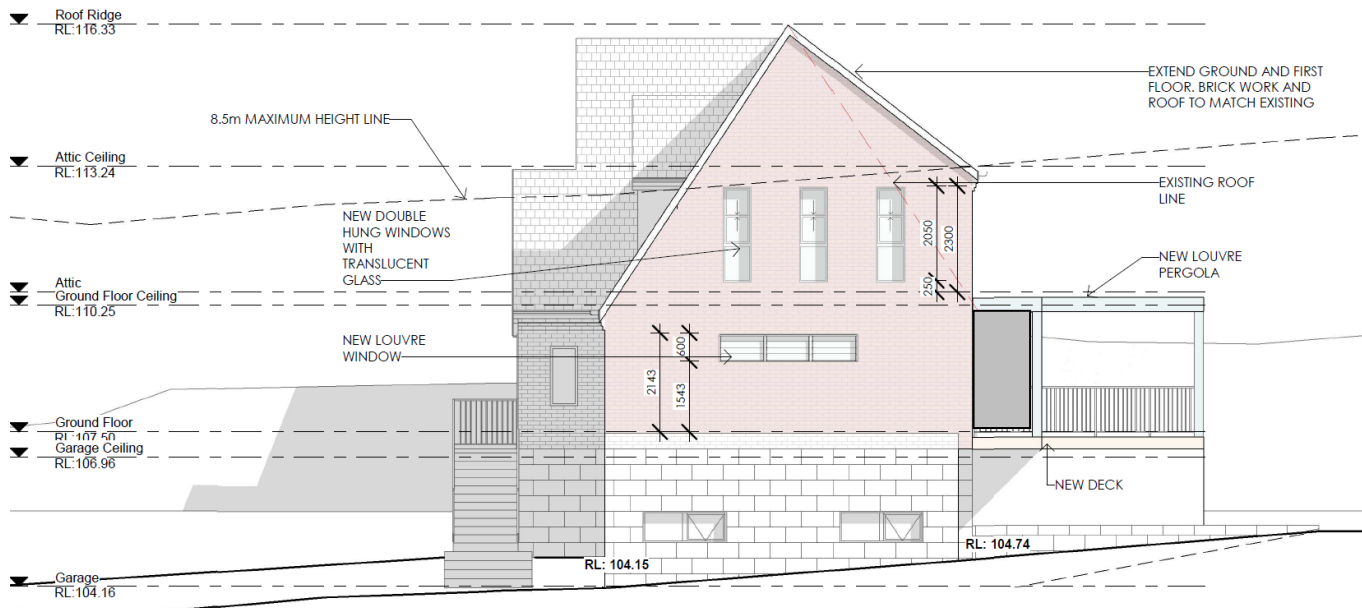 Roof Ridge
RL:116.33
EXTEND GROUND AND FIRST
FLOOR. BRICK WORK AND
ROOF TO MATCH EXISTING
8.5m MAXIMUM HEIGHT LINE
Attic Ceiling
RL:113.24
EXISTING ROOF
LINE
NEW DOUBLE
HUNG WINDOWS
WITH
TRANSLUCENT
GLASS
2050
2300
250
NEW LOUVRE
PERGOLA
Attic
Ground Floor Ceiling
RL:110.25
NEW LOUVRE
WINDOW
600
2143
1543
Ground Floor
RL:107.50
Garage Ceiling
RL:106.96
NEW DECK
RL: 104.74
RL: 104.15
Garage
RL:104.16